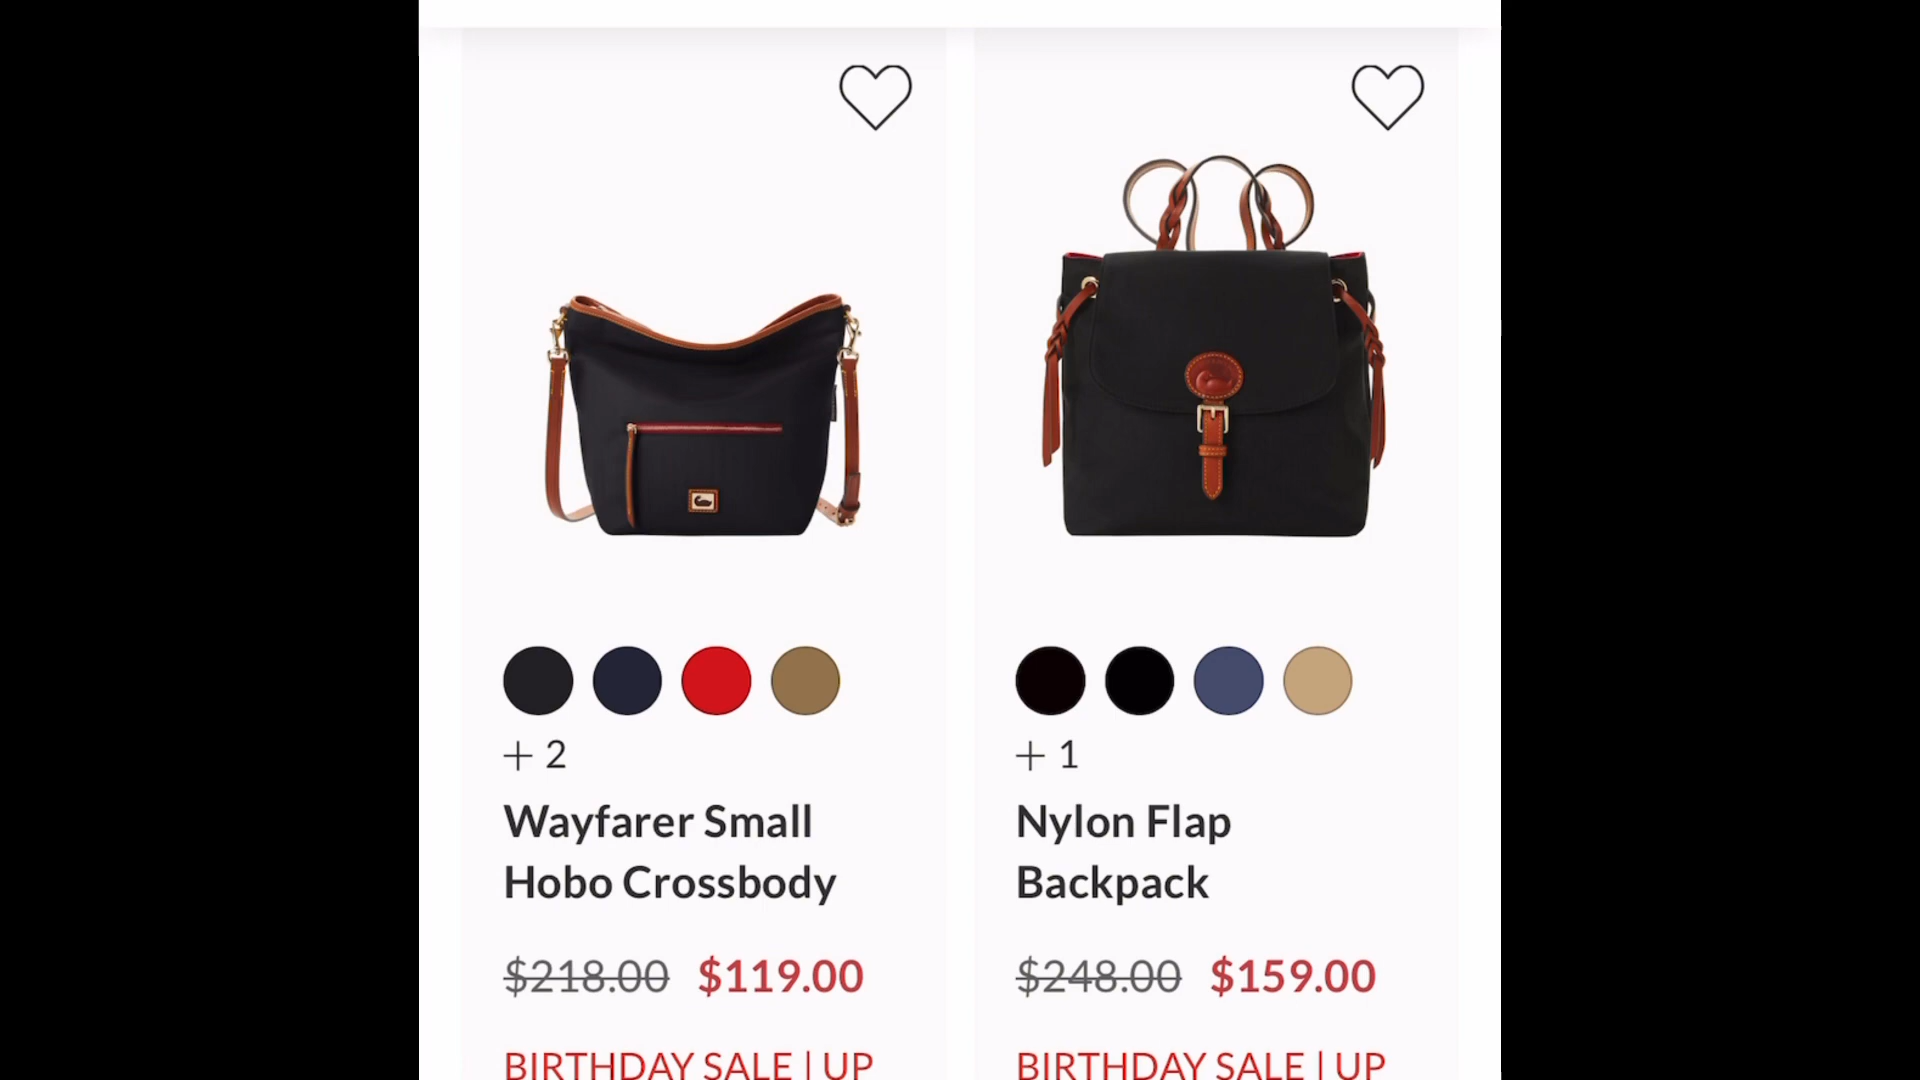 + 2
Wayfarer Small
Hobo Crossbody
$218.00 $119.00
BIRTHDAY SALE | UP
+ 1
Nylon Flap
Backpack
$248.00 $159.00
BIRTHDAY SALE | UP